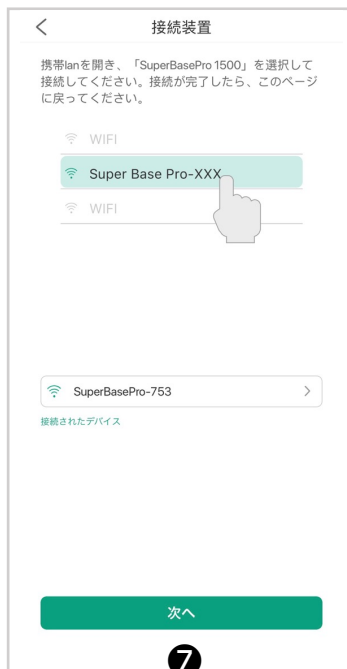 接続装置
携帯lanを開き、「SuperBasePro 1500」を選択して
接続してください。接続が完了したら、このページ
に戻ってください。
WIFI
Super Base Pro-XXX
WIFI
SuperBasePro-753
接続されたデバイス
次へ
7